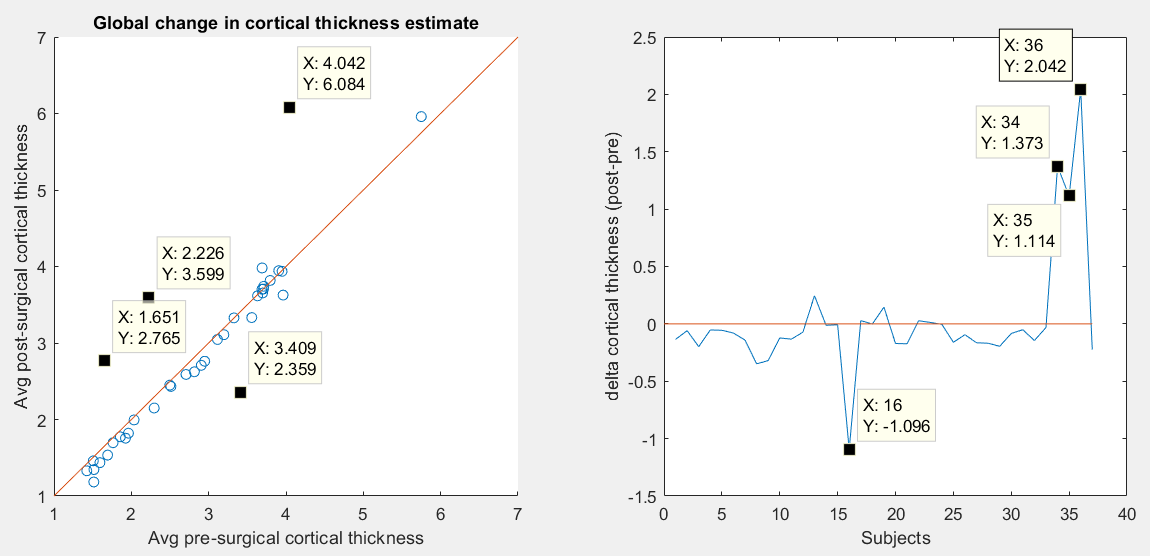 Global change in cortical thickness estimate
7
6
5
4
3
2
1
1
2
3
4
5
6
7
Avg post-surgical cortical thickness
Avg pre-surgical cortical thickness
X: 4.042
Y: 6.084
X: 2.226
Y: 3.599
X: 1.651
Y: 2.765
X: 3.409
Y: 2.359
2.5
2
1.5
1
0.5
0
-0.5
-1
-1.5
0
5
10
15
20
25
30
35
40
delta cortical thickness (post-pre)
Subjects
X: 36
Y: 2.042
X: 34
Y: 1.373
X: 35
Y: 1.114
X: 16
Y: -1.096